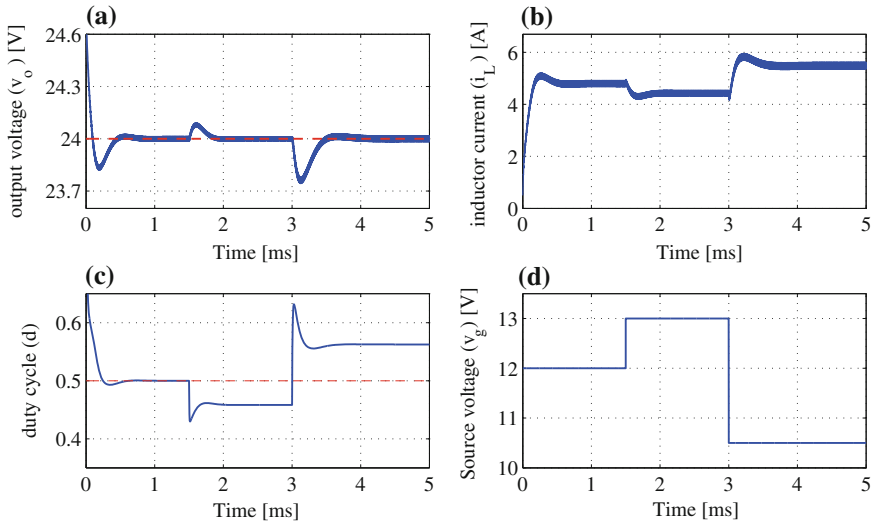 (a)
output voltage (v_o) [V]
24.6
24.3
24
23.7
0 1 2 3 4 5
Time [ms]
(b)
inductor current (i_L) [A]
6
4
2
0
0 1 2 3 4 5
Time [ms]
(c)
duty cycle (d)
0.6
0.5
0.4
0 1 2 3 4 5
Time [ms]
(d)
Source voltage (v_g) [V]
13
12
11
10
0 1 2 3 4 5
Time [ms]